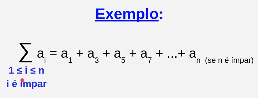 Exemplo:
∑ aᵢ = a₁ + a₃ + a₅ + a₇ + ...+ aₙ (se n é ímpar)
1 ≤ i ≤ n
i é ímpar